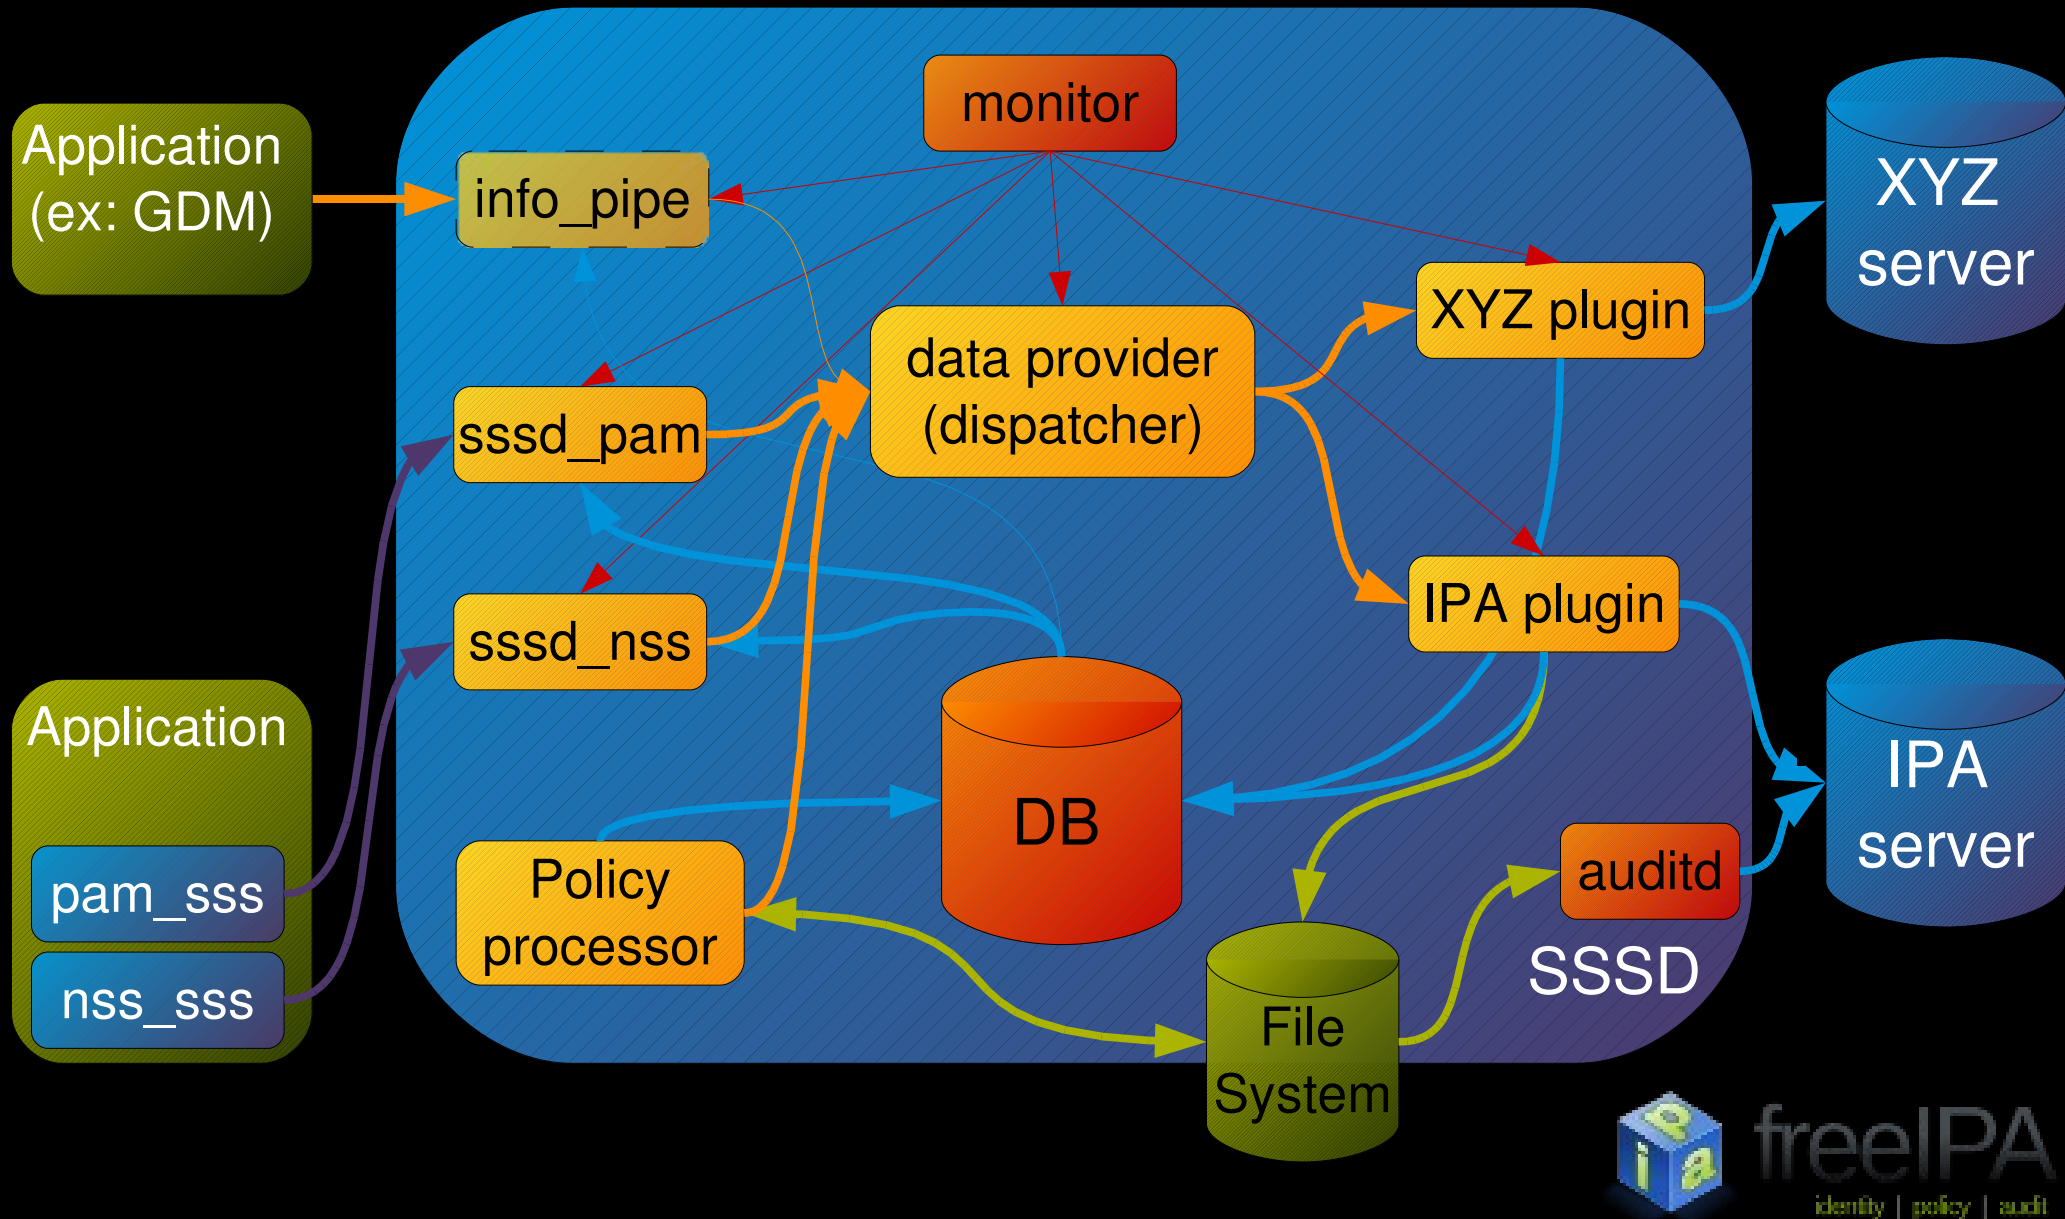 monitor
Application
(ex: GDM)
info_pipe
XYZ
server
XYZ plugin
data provider
(dispatcher)
sssd_pam
IPA plugin
sssd_nss
Application
IPA
server
DB
pam_sss
Policy
processor
auditd
SSSD
nss_sss
File
System
iPa
freeIPA
identity | policy | audit